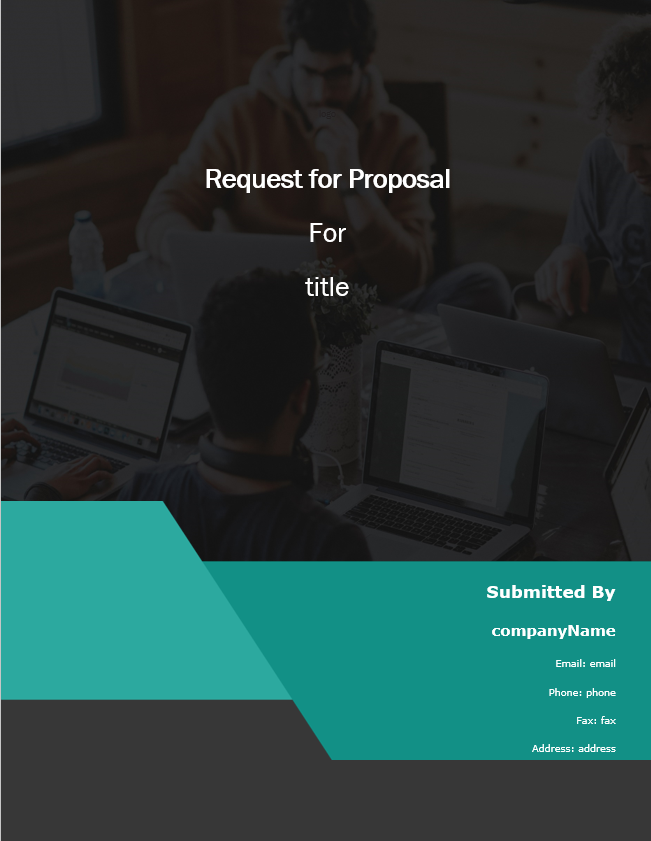 Request for Proposal
For
title
Submitted By
companyName
Email: email
Phone: phone
Fax: fax
Address: address